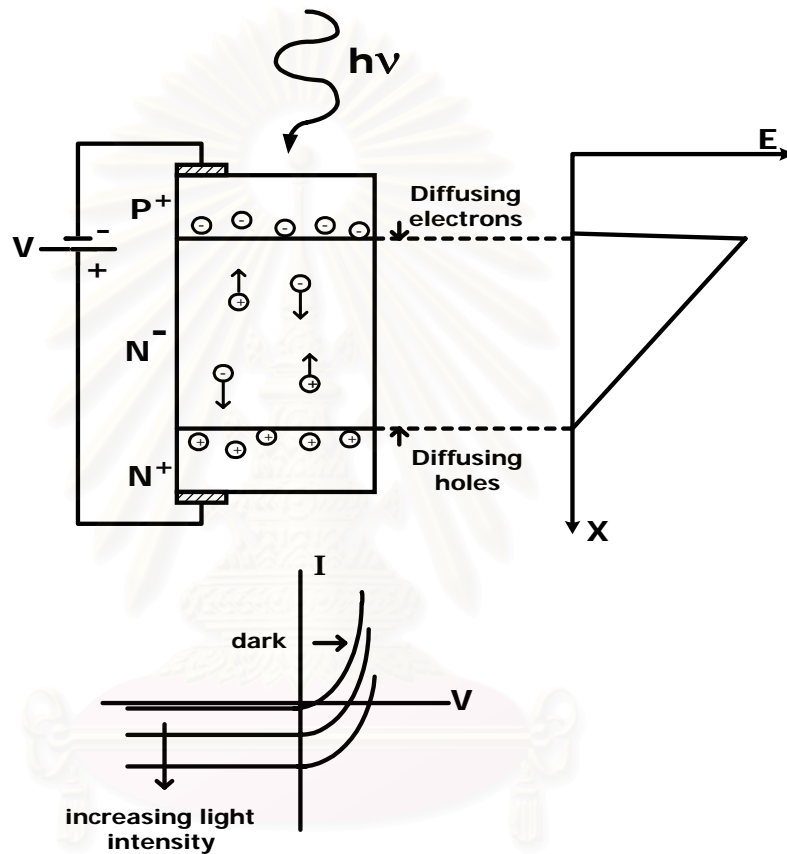 hν
E
P+
Diffusing
electrons
V
-
+
- - - - -
+ -
N-
- +
+ + + + +
N+
Diffusing
holes
X
I
dark
V
increasing light
intensity